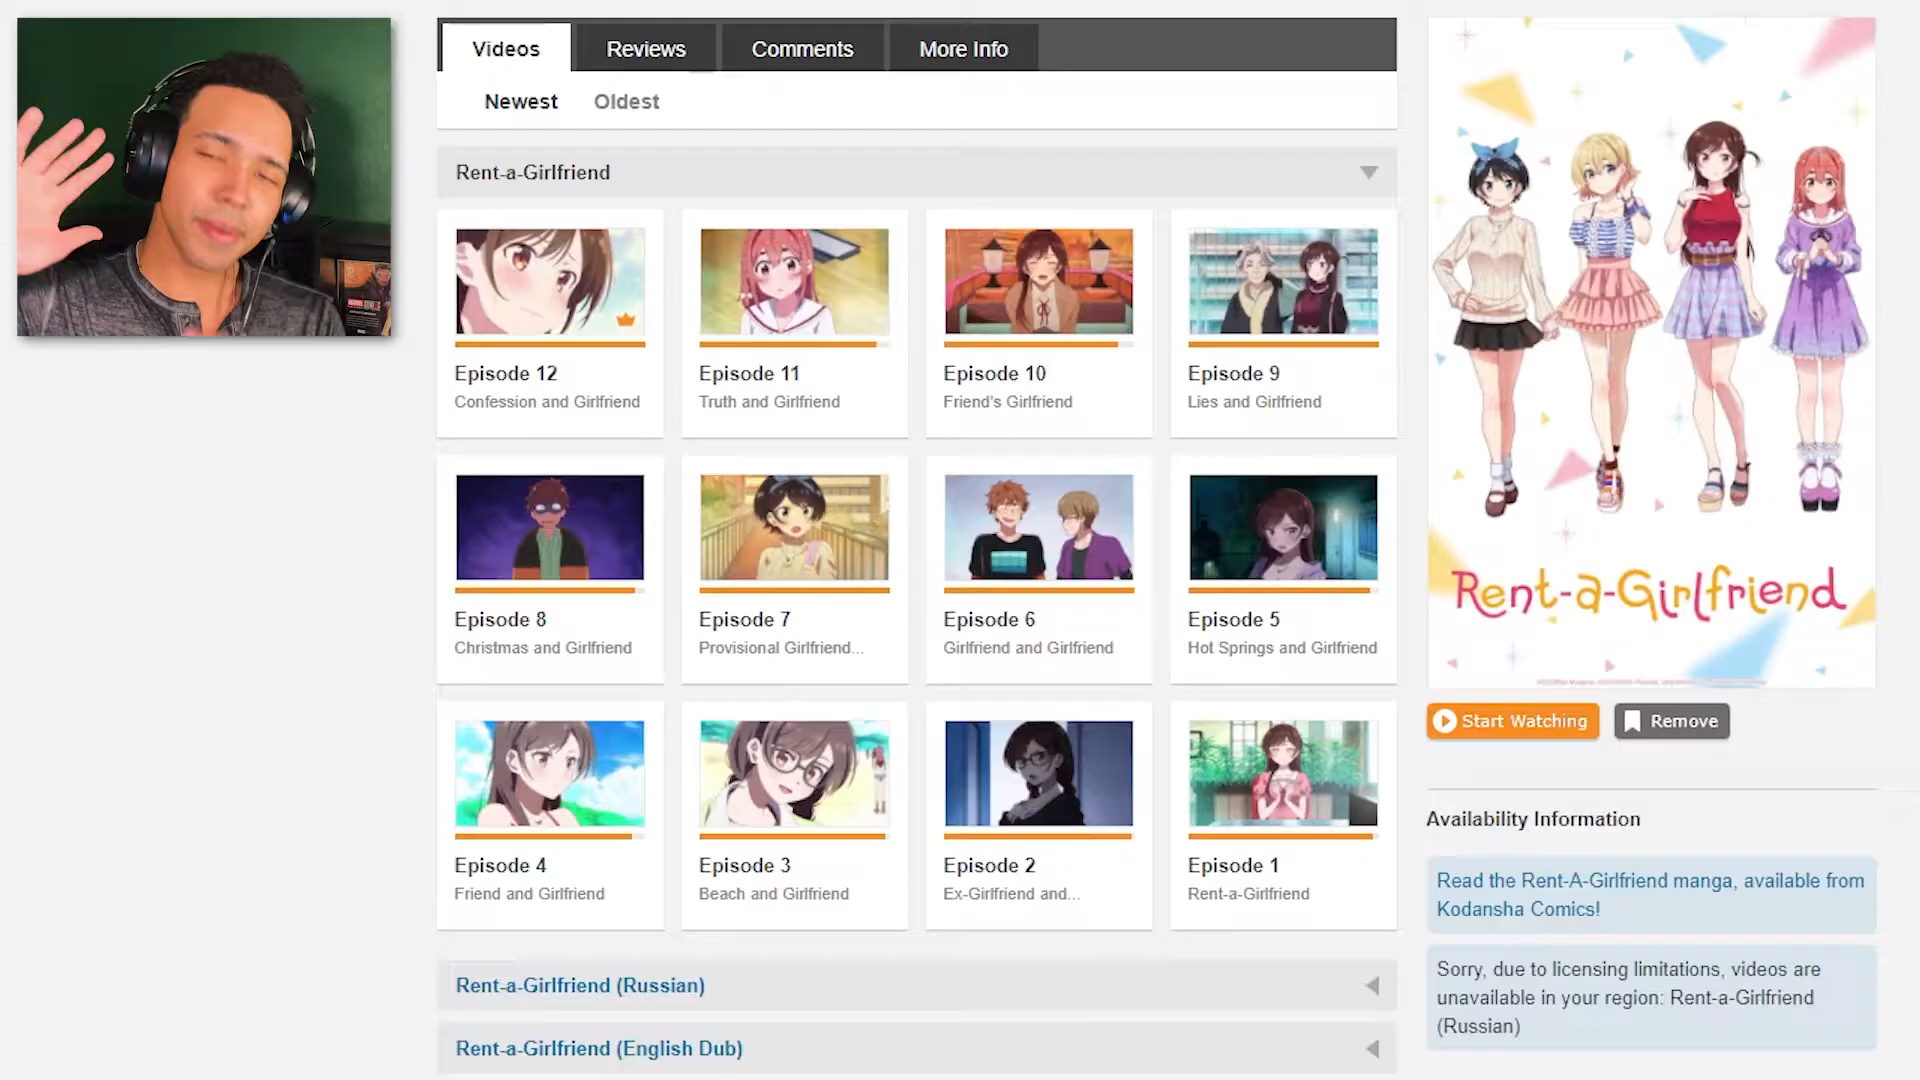 Videos
Reviews
Comments
More Info
Newest
Oldest
Rent-a-Girlfriend
Episode 12
Confession and Girlfriend
Episode 11
Truth and Girlfriend
Episode 10
Friend's Girlfriend
Episode 9
Lies and Girlfriend
Episode 8
Christmas and Girlfriend
Episode 7
Provisional Girlfriend...
Episode 6
Girlfriend and Girlfriend
Episode 5
Hot Springs and Girlfriend
Episode 4
Friend and Girlfriend
Episode 3
Beach and Girlfriend
Episode 2
Ex-Girlfriend and...
Episode 1
Rent-a-Girlfriend
Rent-a-Girlfriend (Russian)
Rent-a-Girlfriend (English Dub)
Rent-a-Girlfriend
Start Watching
Remove
Availability Information
Read the Rent-A-Girlfriend manga, available from
Kodansha Comics!
Sorry, due to licensing limitations, videos are
unavailable in your region: Rent-a-Girlfriend
(Russian)